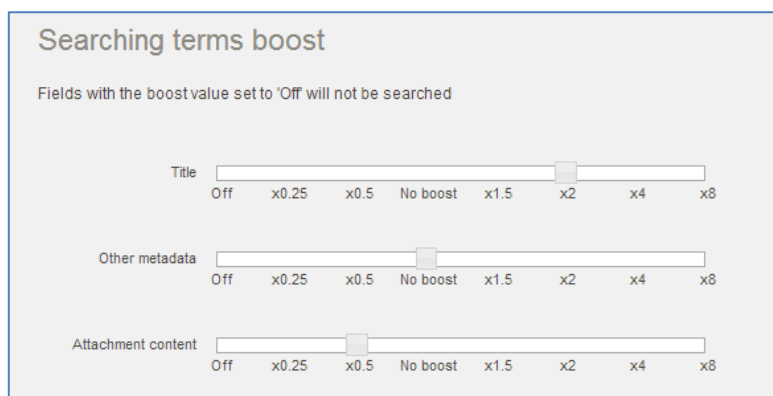 Searching terms boost
Fields with the boost value set to 'Off' will not be searched
Title
Off x0.25 x0.5 No boost x1.5 x2 x4 x8
Other metadata
Off x0.25 x0.5 No boost x1.5 x2 x4 x8
Attachment content
Off x0.25 x0.5 No boost x1.5 x2 x4 x8